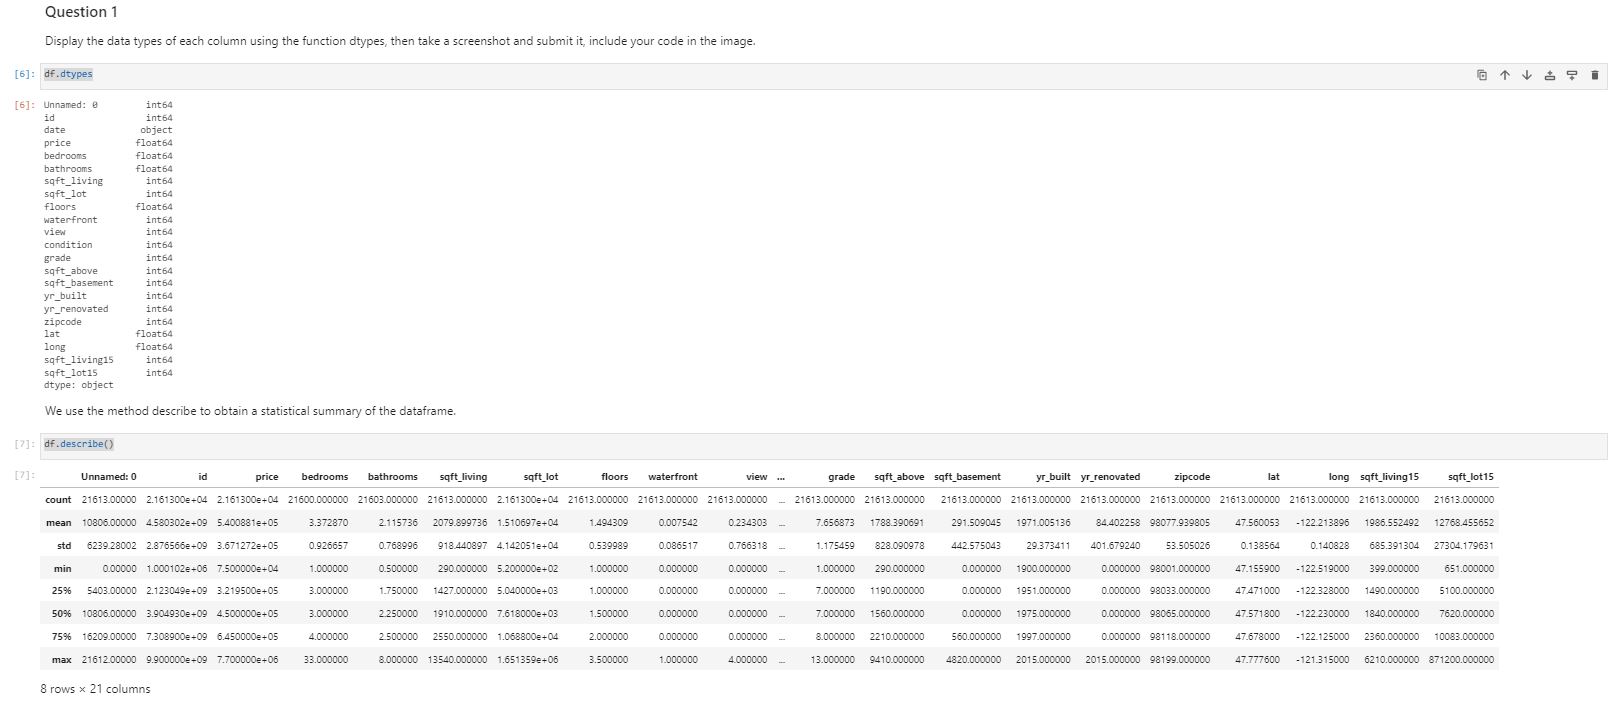 Question 1
Display the data types of each column using the function dtypes, then take a screenshot and submit it, include your code in the image.
[6]: df.dtypes
[6]: Unnamed: 0 int64
id int64
date object
price float64
bedrooms float64
bathrooms float64
sqft_living int64
sqft_lot int64
floors float64
waterfront int64
view int64
condition int64
grade int64
sqft_above int64
sqft_basement int64
yr_built int64
yr_renovated int64
zipcode int64
lat float64
long float64
sqft_living15 int64
sqft_lot15 int64
dtype: object
We use the method describe to obtain a statistical summary of the dataframe.
[7]: df.describe()
[7]: Unnamed: 0 id price bedrooms bathrooms sqft_living sqft_lot floors waterfront view ... grade sqft_above sqft_basement yr_built yr_renovated zipcode lat long sqft_living15 sqft_lot15
count 21613.00000 2.161300e+04 2.161300e+04 21600.000000 21603.000000 21613.000000 2.161300e+04 21613.000000 21613.000000 21613.000000 ... 21613.000000 21613.000000 21613.000000 21613.000000 21613.000000 21613.000000 21613.000000 21613.000000 21613.000000 21613.000000
mean 10806.00000 4.580302e+09 5.400881e+05 3.372870 2.115736 2079.899736 1.510697e+04 1.494309 0.007542 0.234303 ... 7.656873 1788.390691 291.509045 1971.005136 84.402258 98077.939805 47.560053 -122.213896 1986.552492 12768.455652
std 6239.28002 2.876566e+09 3.671272e+05 0.926657 0.768996 918.440897 4.142051e+04 0.539989 0.086517 0.766318 ... 1.175459 828.090978 442.575043 29.373411 401.679240 53.505026 0.138564 0.140828 685.391304 27304.179631
min 0.00000 1.000102e+06 7.500000e+04 1.000000 0.500000 290.000000 5.200000e+02 1.000000 0.000000 0.000000 ... 1.000000 290.000000 0.000000 1900.000000 0.000000 98001.000000 47.155900 -122.519000 399.000000 651.000000
25% 5403.00000 2.123049e+09 3.219500e+05 3.000000 1.750000 1427.000000 5.040000e+03 1.000000 0.000000 0.000000 ... 7.000000 1190.000000 0.000000 1951.000000 0.000000 98033.000000 47.471000 -122.328000 1490.000000 5100.000000
50% 10806.00000 3.904930e+09 4.500000e+05 3.000000 2.250000 1910.000000 7.618000e+03 1.500000 0.000000 0.000000 ... 7.000000 1560.000000 0.000000 1975.000000 0.000000 98065.000000 47.571800 -122.230000 1840.000000 7620.000000
75% 16209.00000 7.308900e+09 6.450000e+05 4.000000 2.500000 2550.000000 1.068800e+04 2.000000 0.000000 0.000000 ... 8.000000 2210.000000 560.000000 1997.000000 0.000000 98118.000000 47.678000 -122.125000 2360.000000 10083.000000
max 21612.00000 9.900000e+09 7.700000e+06 33.000000 8.000000 13540.000000 1.651359e+06 3.500000 1.000000 4.000000 ... 13.000000 9410.000000 4820.000000 2015.000000 2015.000000 98199.000000 47.777600 -121.315000 6210.000000 871200.000000
8 rows × 21 columns